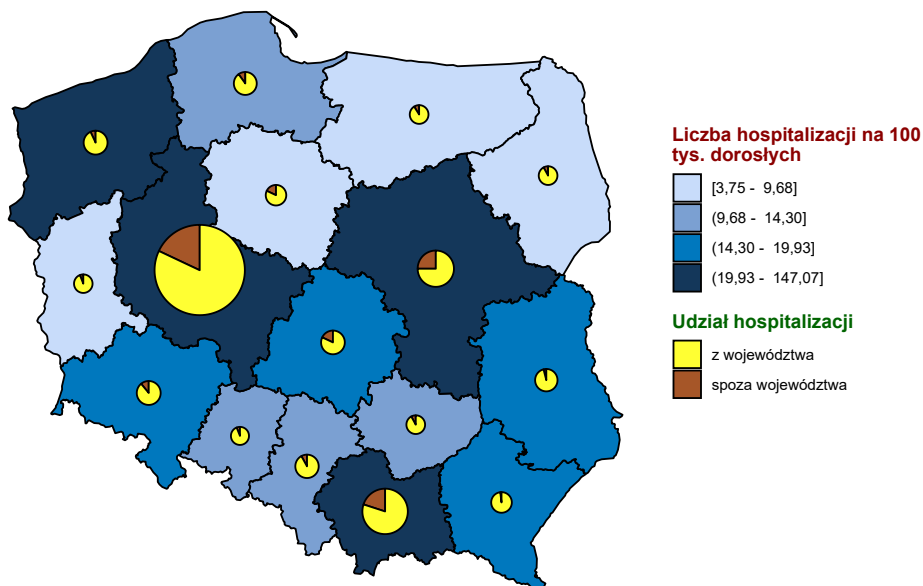 Liczba hospitalizacji na 100
tys. dorosłych
[3,75 - 9,68]
(9,68 - 14,30]
(14,30 - 19,93]
(19,93 - 147,07]
Udział hospitalizacji
z województwa
spoza województwa